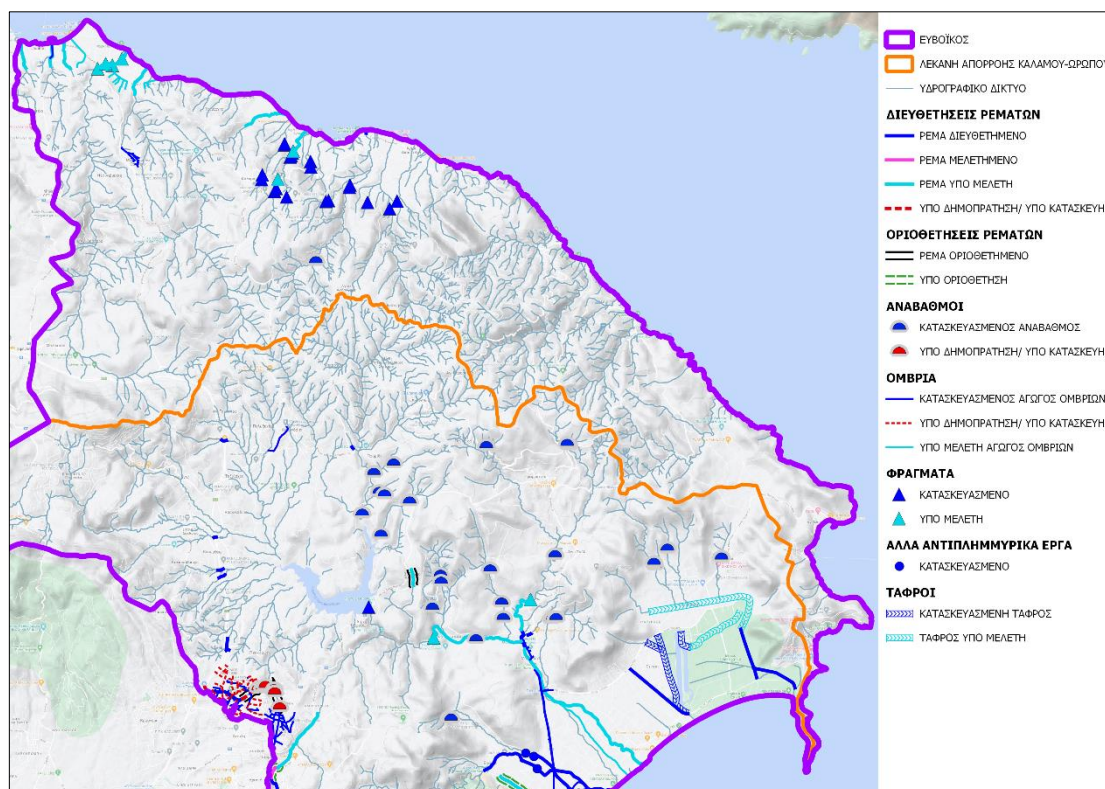 ΕΥΒΟΪΚΟΣ
ΛΕΚΑΝΗ ΑΠΟΡΡΟΗΣ ΚΑΛΑΜΟΥ-ΩΡΩΠΟΥ
ΥΔΡΟΓΡΑΦΙΚΟ ΔΙΚΤΥΟ
ΔΙΕΥΘΕΤΗΣΕΙΣ ΡΕΜΑΤΩΝ
ΡΕΜΑ ΔΙΕΥΘΕΤΗΜΕΝΟ
ΡΕΜΑ ΜΕΛΕΤΗΜΕΝΟ
ΡΕΜΑ ΥΠΟ ΜΕΛΕΤΗ
ΥΠΟ ΔΗΜΟΠΡΑΤΗΣΗ/ ΥΠΟ ΚΑΤΑΣΚΕΥΗ
ΟΡΙΟΘΕΤΗΣΕΙΣ ΡΕΜΑΤΩΝ
ΡΕΜΑ ΟΡΙΟΘΕΤΗΜΕΝΟ
ΥΠΟ ΟΡΙΟΘΕΤΗΣΗ
ΑΝΑΒΑΘΜΟΙ
ΚΑΤΑΣΚΕΥΑΣΜΕΝΟΣ ΑΝΑΒΑΘΜΟΣ
ΥΠΟ ΔΗΜΟΠΡΑΤΗΣΗ/ ΥΠΟ ΚΑΤΑΣΚΕΥΗ
ΟΜΒΡΙΑ
ΚΑΤΑΣΚΕΥΑΣΜΕΝΟΣ ΑΓΩΓΟΣ ΟΜΒΡΙΩΝ
ΥΠΟ ΔΗΜΟΠΡΑΤΗΣΗ/ ΥΠΟ ΚΑΤΑΣΚΕΥΗ
ΥΠΟ ΜΕΛΕΤΗ ΑΓΩΓΟΣ ΟΜΒΡΙΩΝ
ΦΡΑΓΜΑΤΑ
ΚΑΤΑΣΚΕΥΑΣΜΕΝΟ
ΥΠΟ ΜΕΛΕΤΗ
ΑΛΛΑ ΑΝΤΙΠΛΗΜΜΥΡΙΚΑ ΕΡΓΑ
ΚΑΤΑΣΚΕΥΑΣΜΕΝΟ
ΤΑΦΡΟΙ
ΚΑΤΑΣΚΕΥΑΣΜΕΝΗ ΤΑΦΡΟΣ
ΤΑΦΡΟΣ ΥΠΟ ΜΕΛΕΤΗ